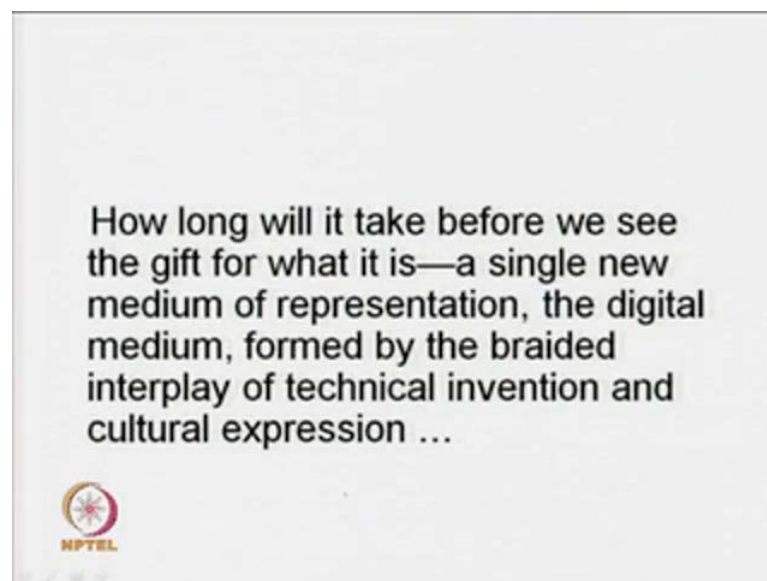 How long will it take before we see
the gift for what it is—a single new
medium of representation, the digital
medium, formed by the braided
interplay of technical invention and
cultural expression ...
NPTEL